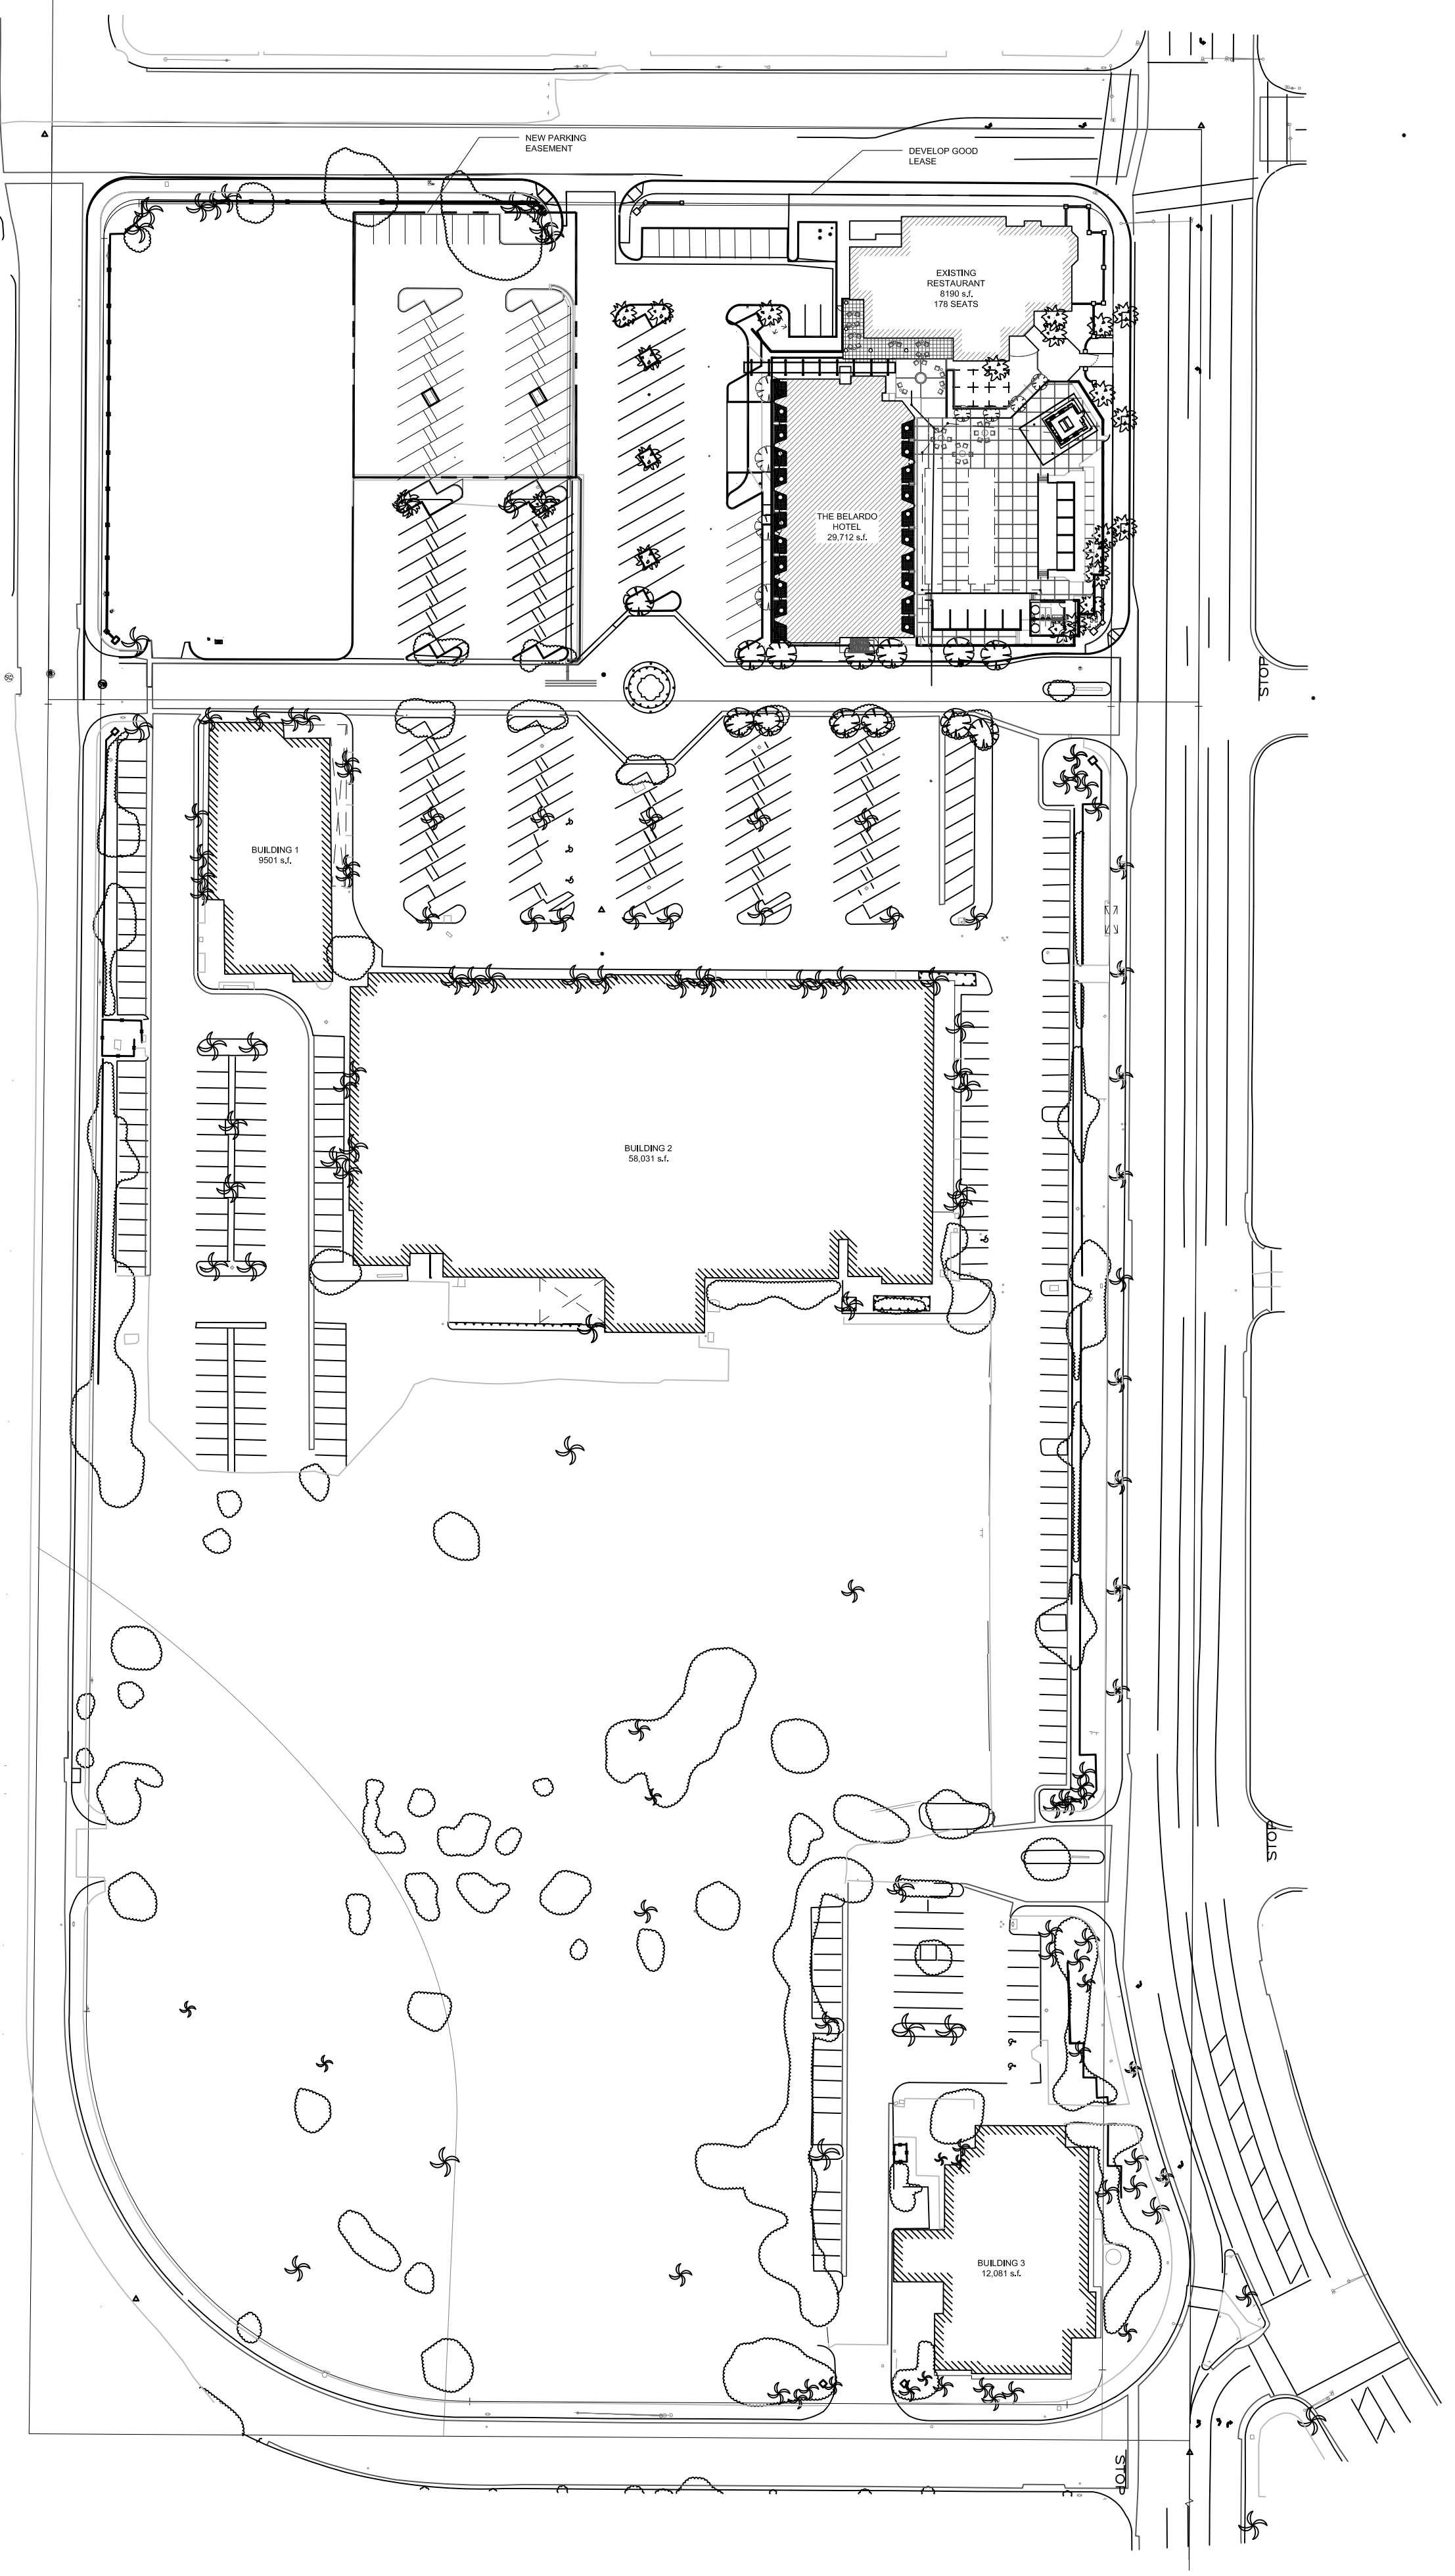 NEW PARKING
EASEMENT
DEVELOP GOOD
LEASE
EXISTING
RESTAURANT
8190 s.f.
178 SEATS
THE BELARDO
HOTEL
29,712 s.f.
STOP
BUILDING 1
9501 s.f.
BUILDING 2
58,031 s.f.
STOP
BUILDING 3
12,081 s.f.
STOP